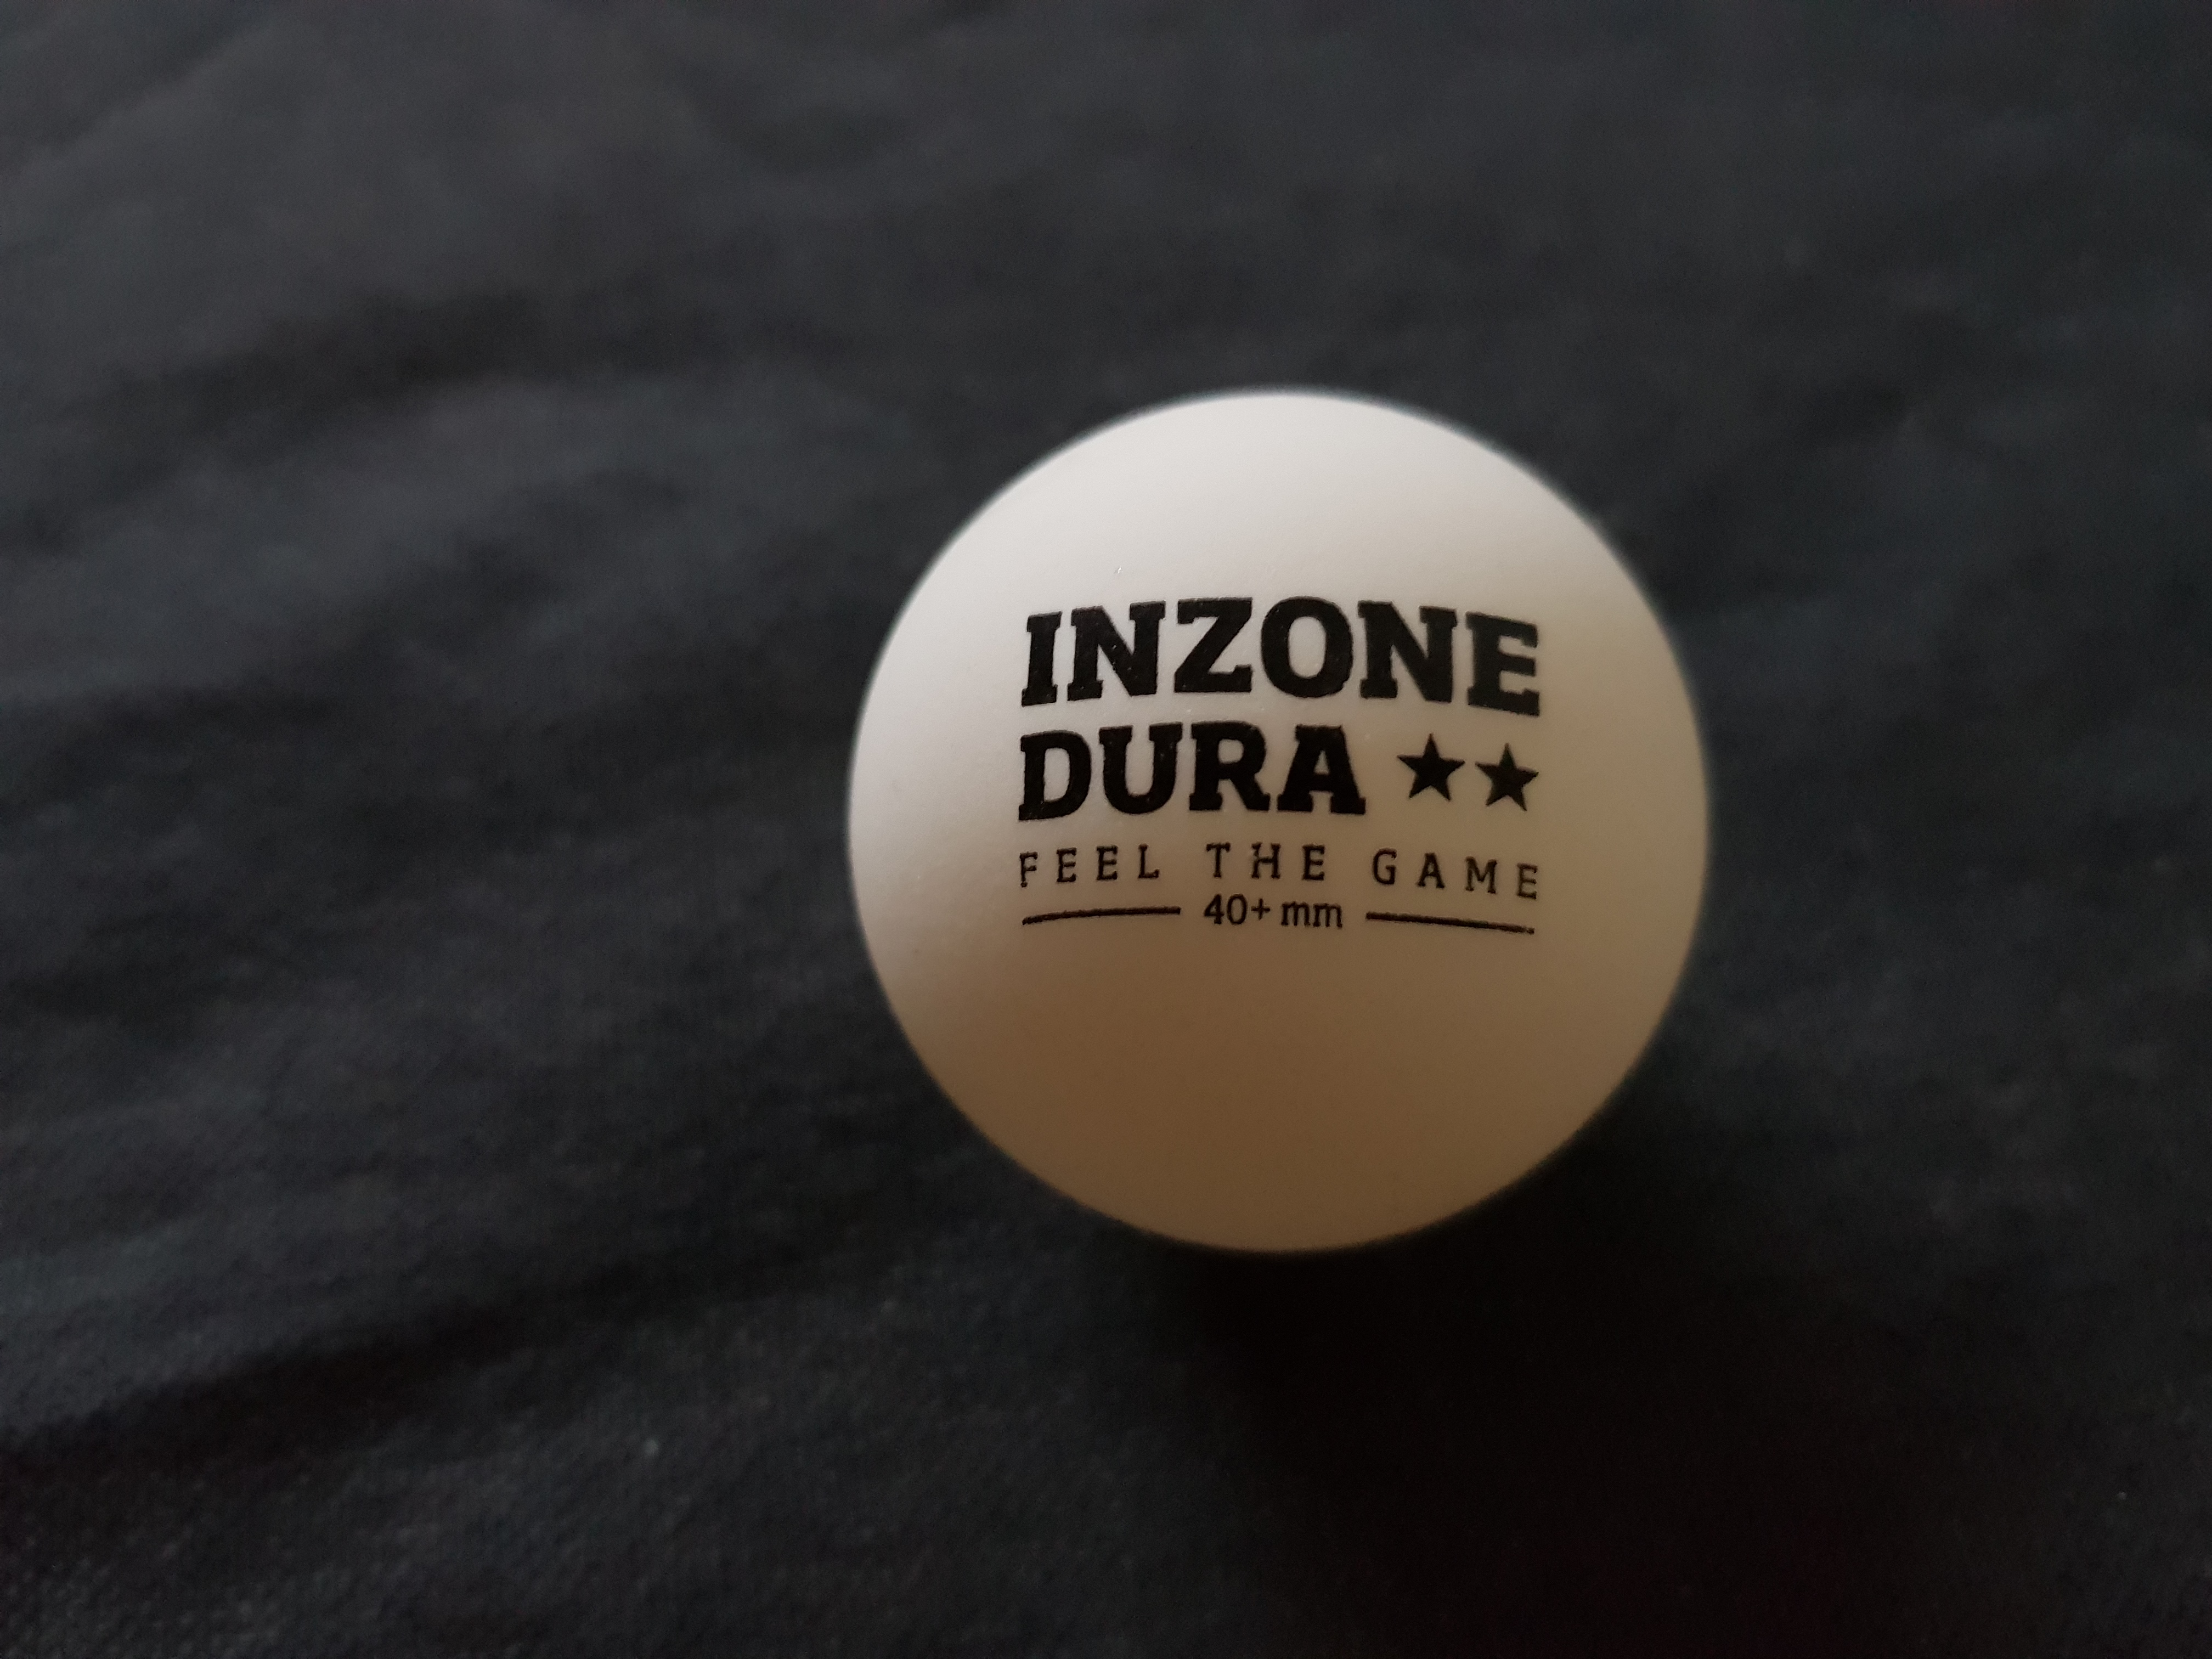 INZONE
DURA ★★
FEEL THE GAME
40+ mm